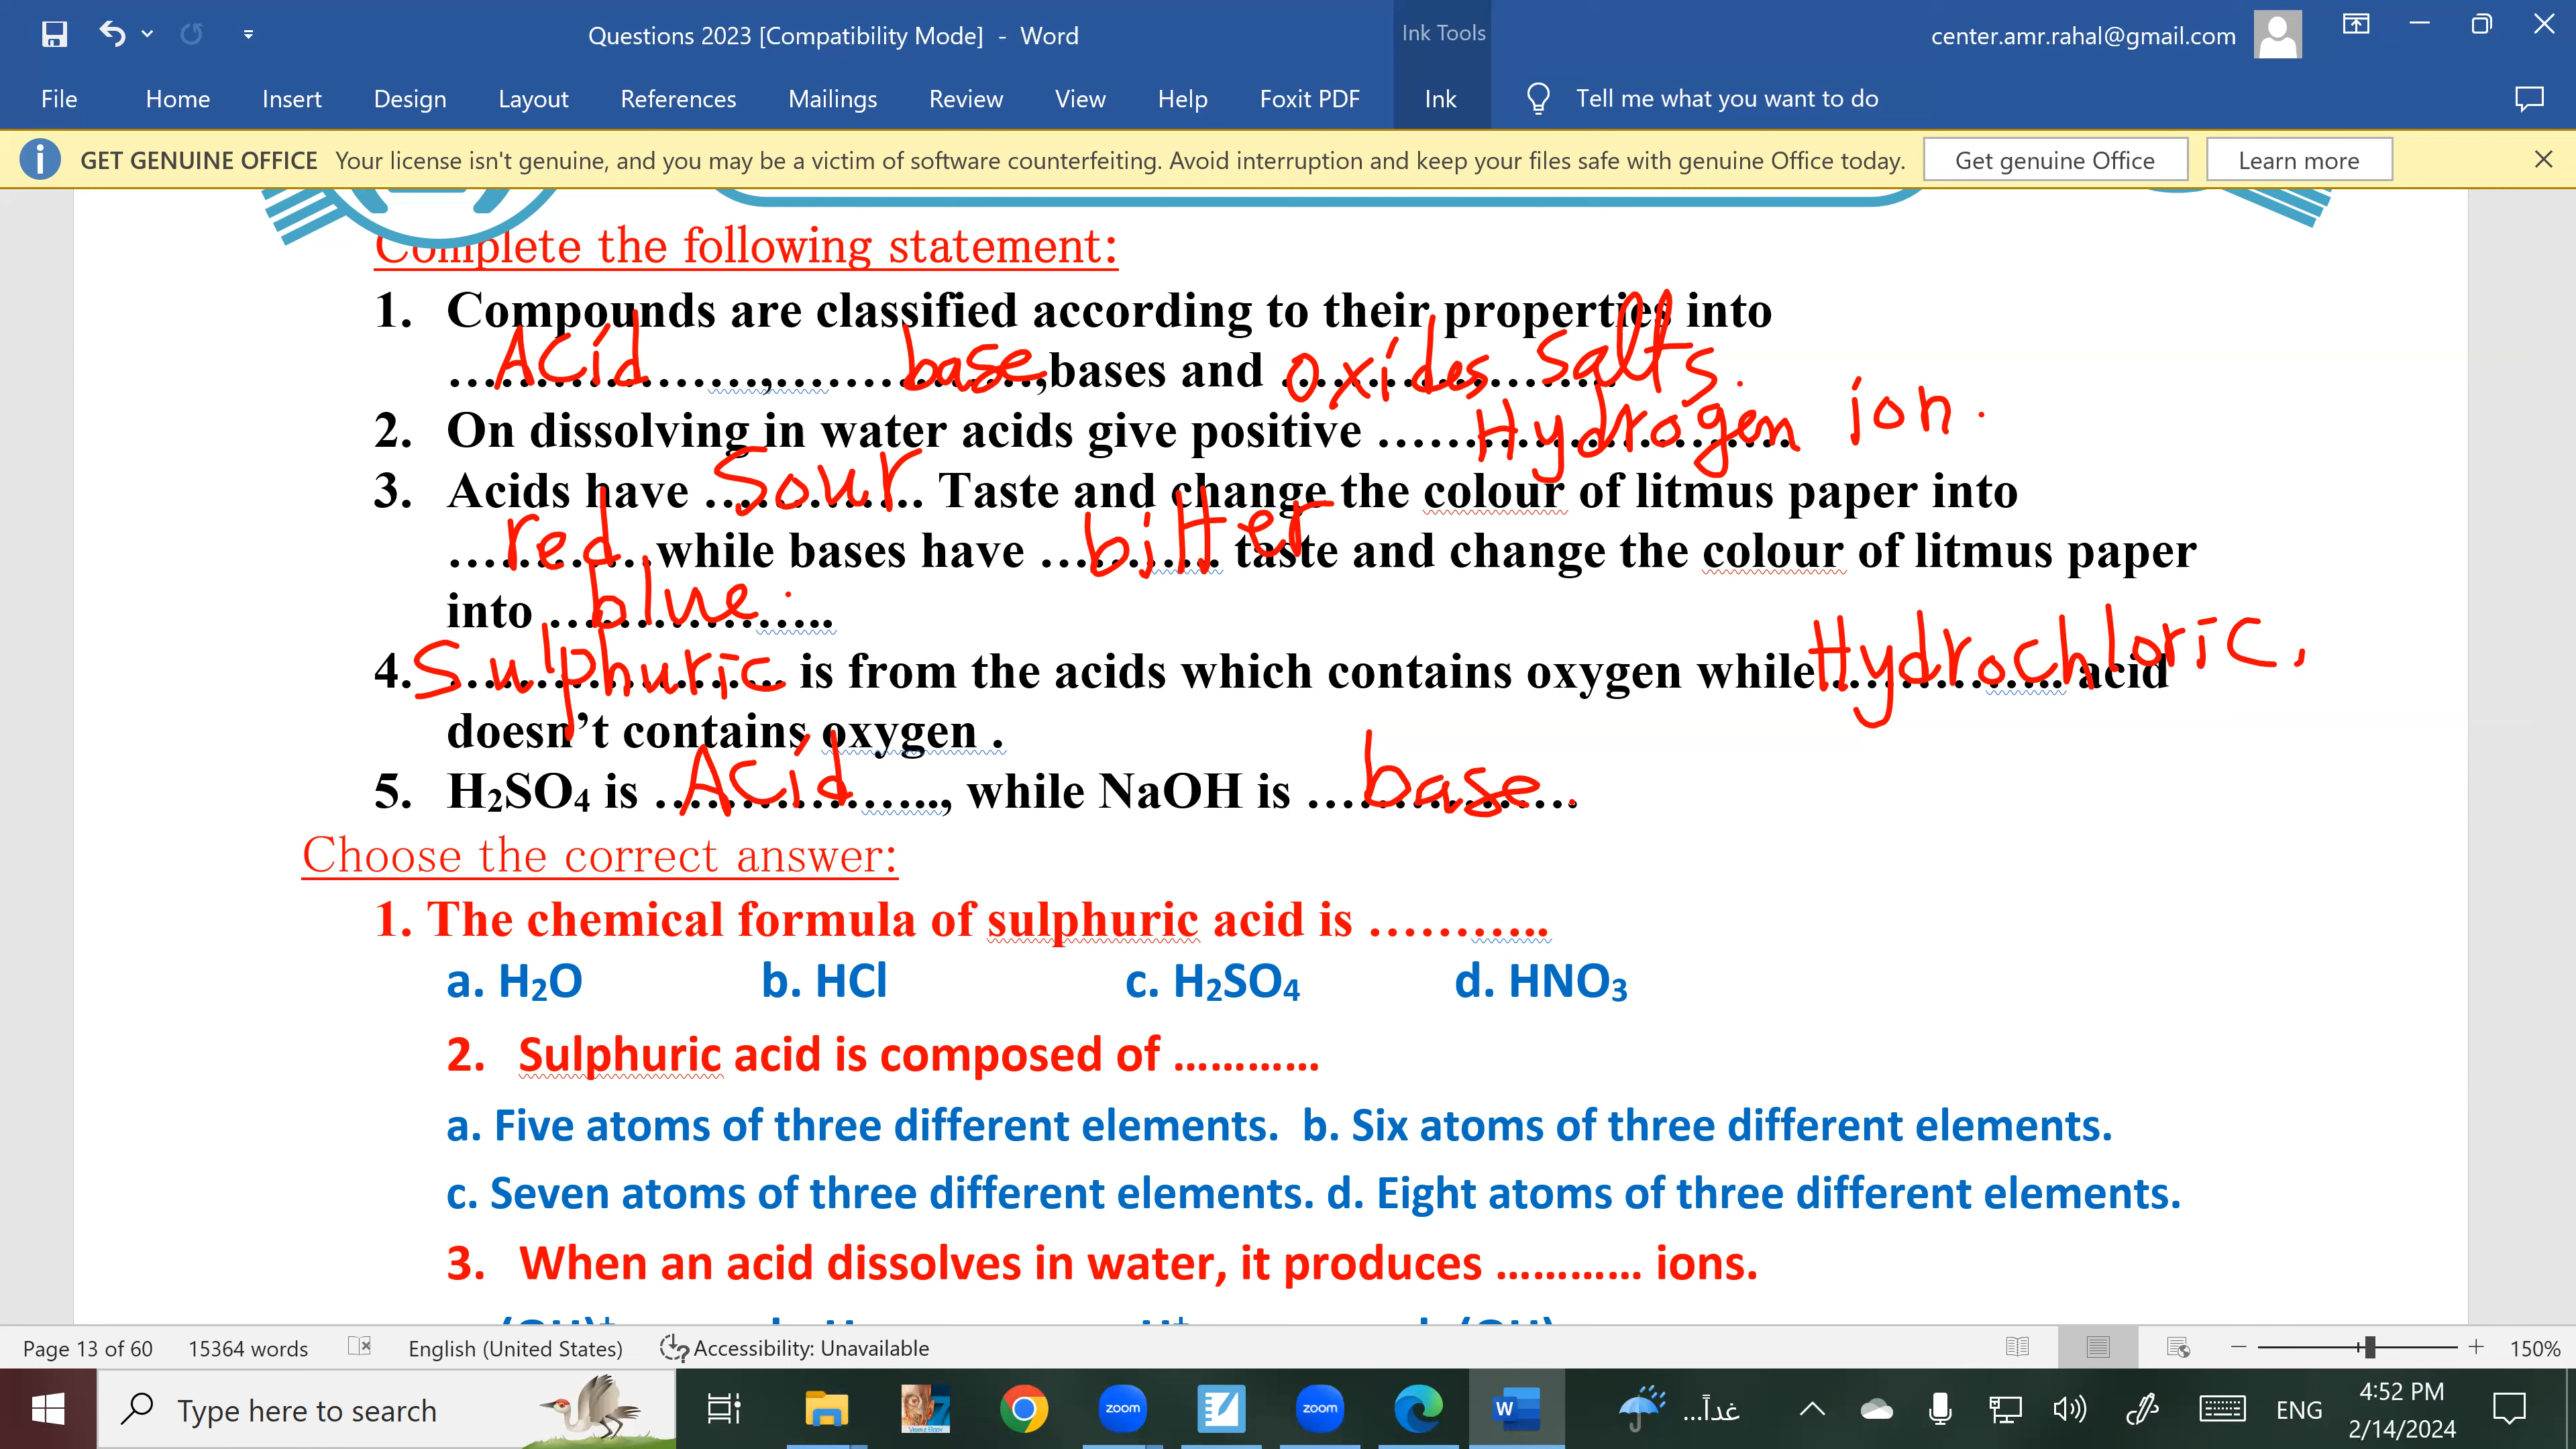 Questions 2023 [Compatibility Mode] - Word
Ink Tools
center.amr.rahal@gmail.com
File Home Insert Design Layout References Mailings Review View Help Foxit PDF Ink Tell me what you want to do
GET GENUINE OFFICE Your license isn't genuine, and you may be a victim of software counterfeiting. Avoid interruption and keep your files safe with genuine Office today. Get genuine Office Learn more
Complete the following statement:
1. Compounds are classified according to their properties into
Acid ..................,.................. base,bases and .................. oxides salts.
2. On dissolving in water acids give positive .................. Hydrogen ion.
3. Acids have ............. sour Taste and change the colour of litmus paper into
............. red while bases have ............ bitter taste and change the colour of litmus paper
into .................. blue.
4. .................. Sulphuric is from the acids which contains oxygen while ............... Hydrochloric. acid
doesn't contains oxygen .
5. H₂SO₄ is .................. Acid, while NaOH is .................. base.
Choose the correct answer:
1. The chemical formula of sulphuric acid is ………..
a. H₂O b. HCl c. H₂SO₄ d. HNO₃
2. Sulphuric acid is composed of …………
a. Five atoms of three different elements. b. Six atoms of three different elements.
c. Seven atoms of three different elements. d. Eight atoms of three different elements.
3. When an acid dissolves in water, it produces ………… ions.
Page 13 of 60 15364 words English (United States) Accessibility: Unavailable 150%
Type here to search
zoom
zoom
W
غداً...
ENG
4:52 PM
2/14/2024